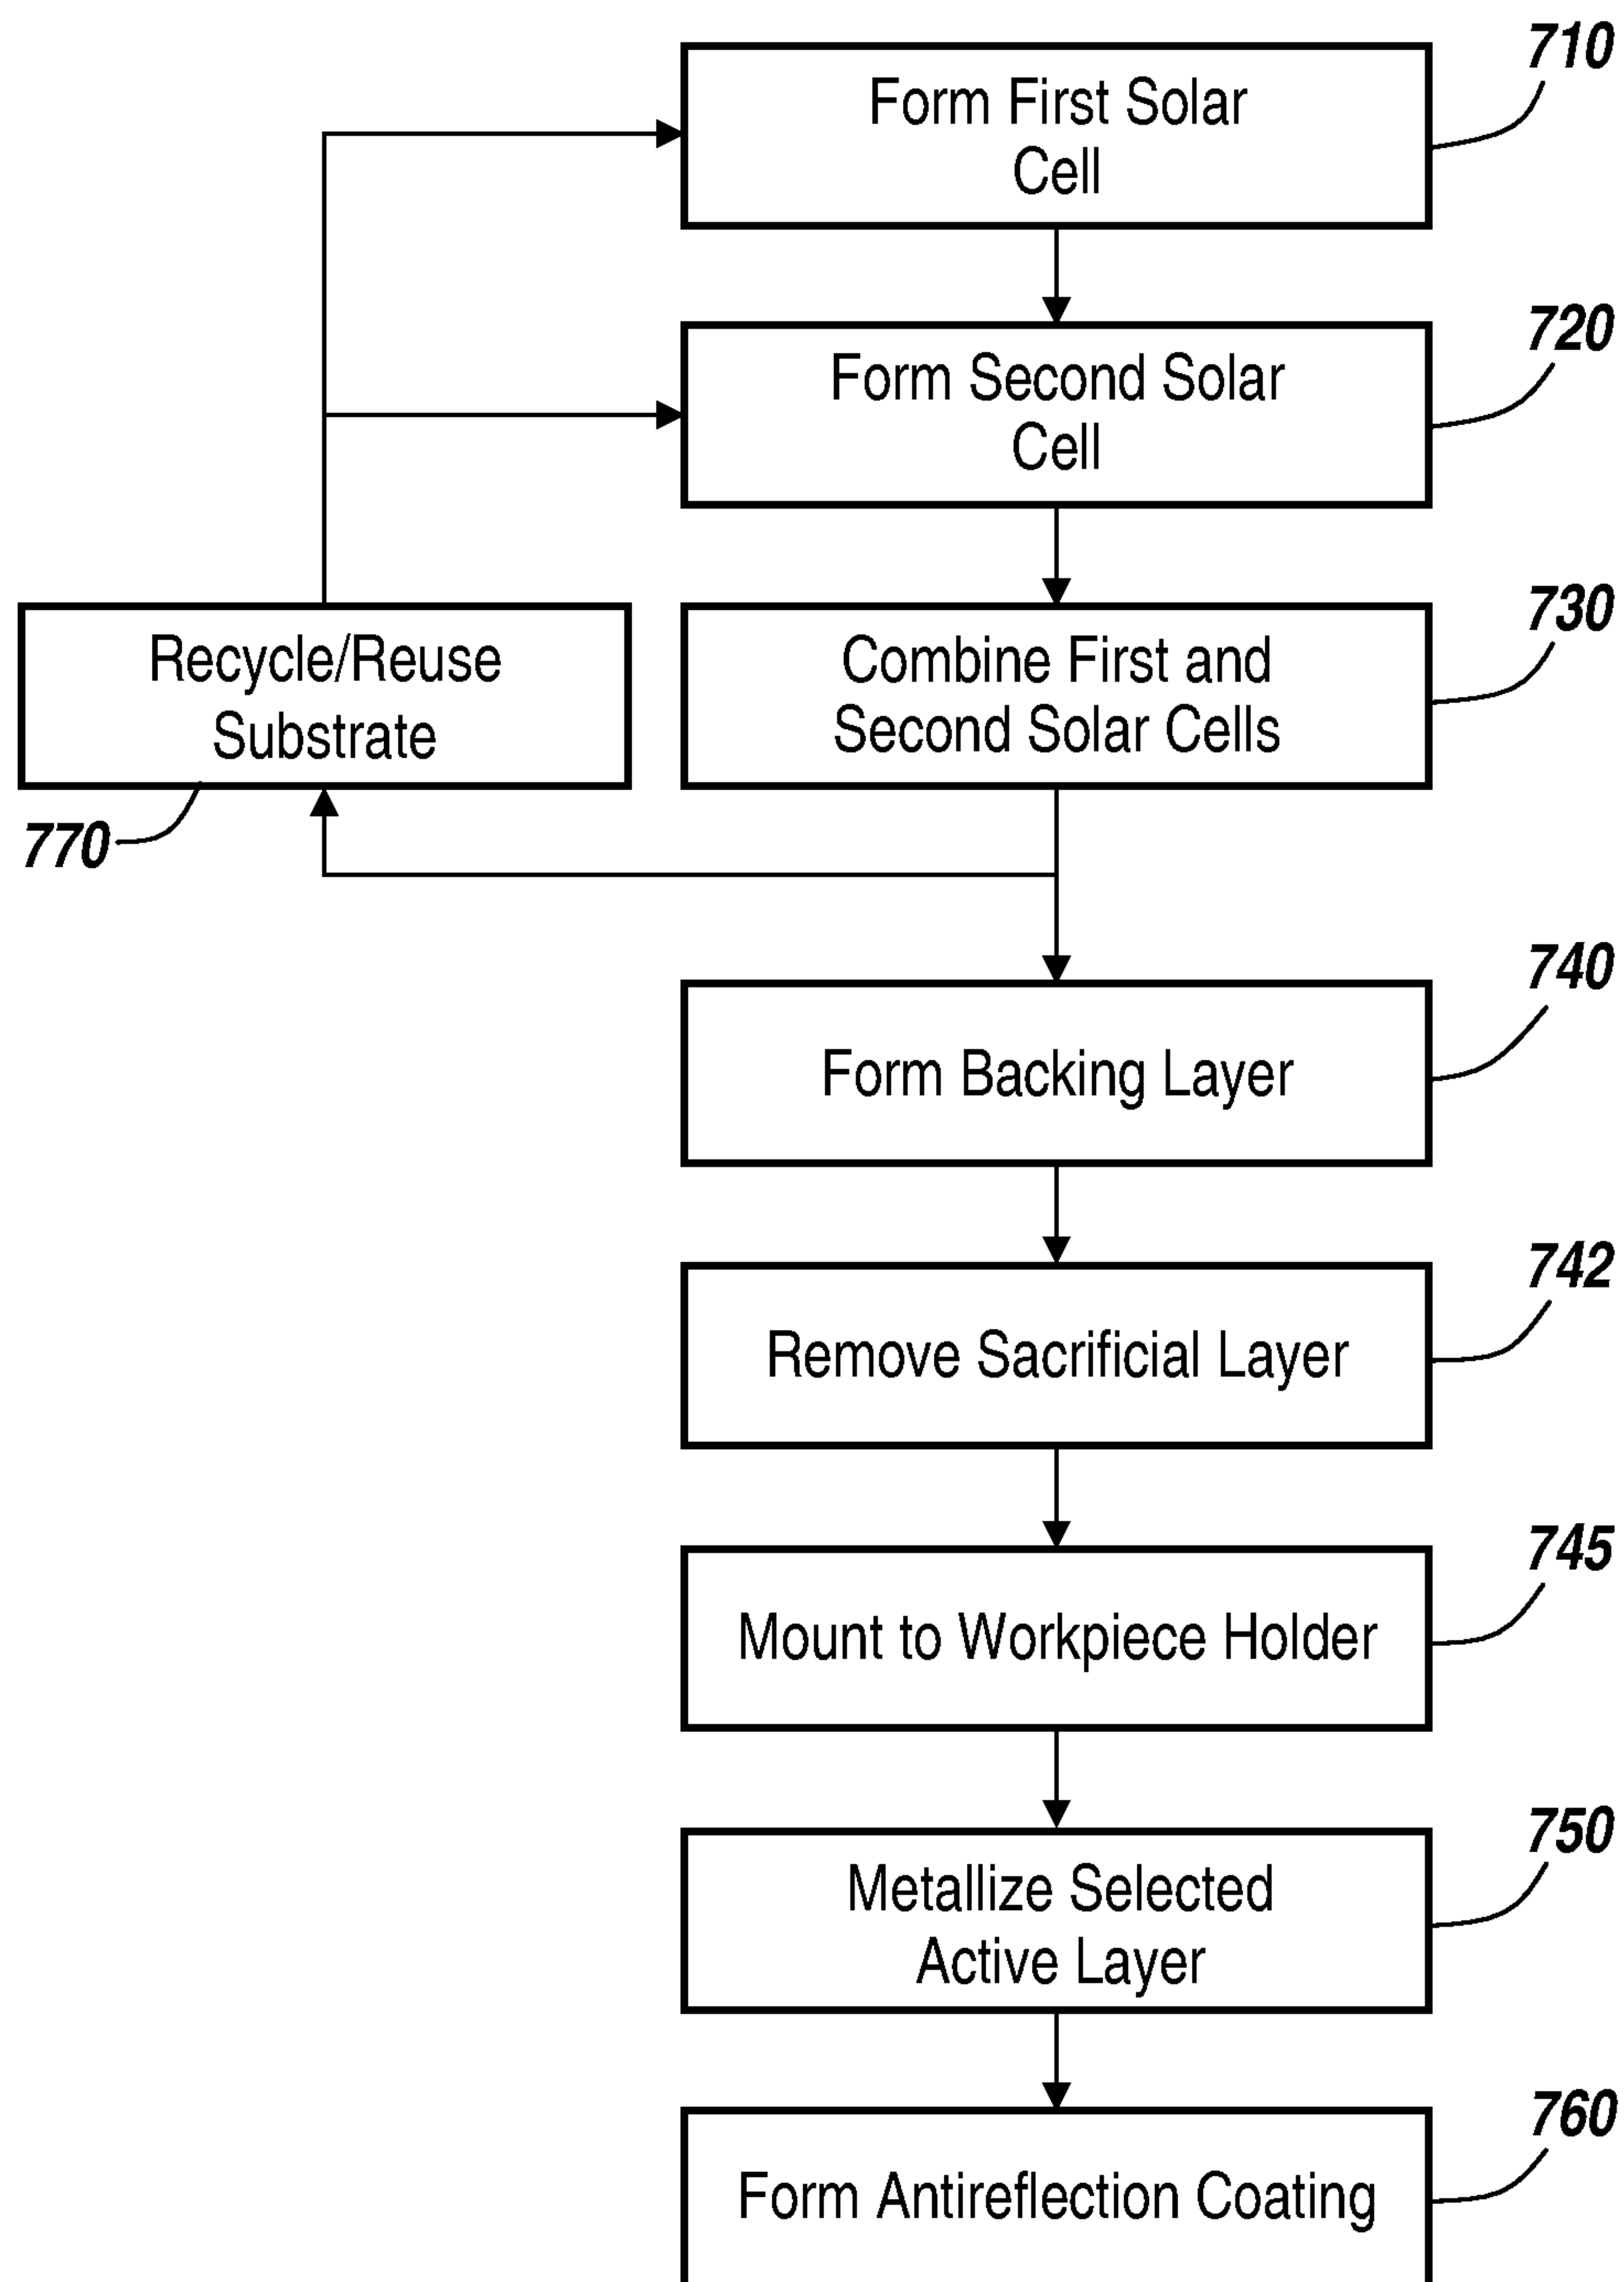 710
Form First Solar
Cell
720
Form Second Solar
Cell
730
Combine First and
Second Solar Cells
Recycle/Reuse
Substrate
770
740
Form Backing Layer
742
Remove Sacrificial Layer
745
Mount to Workpiece Holder
750
Metallize Selected
Active Layer
760
Form Antireflection Coating